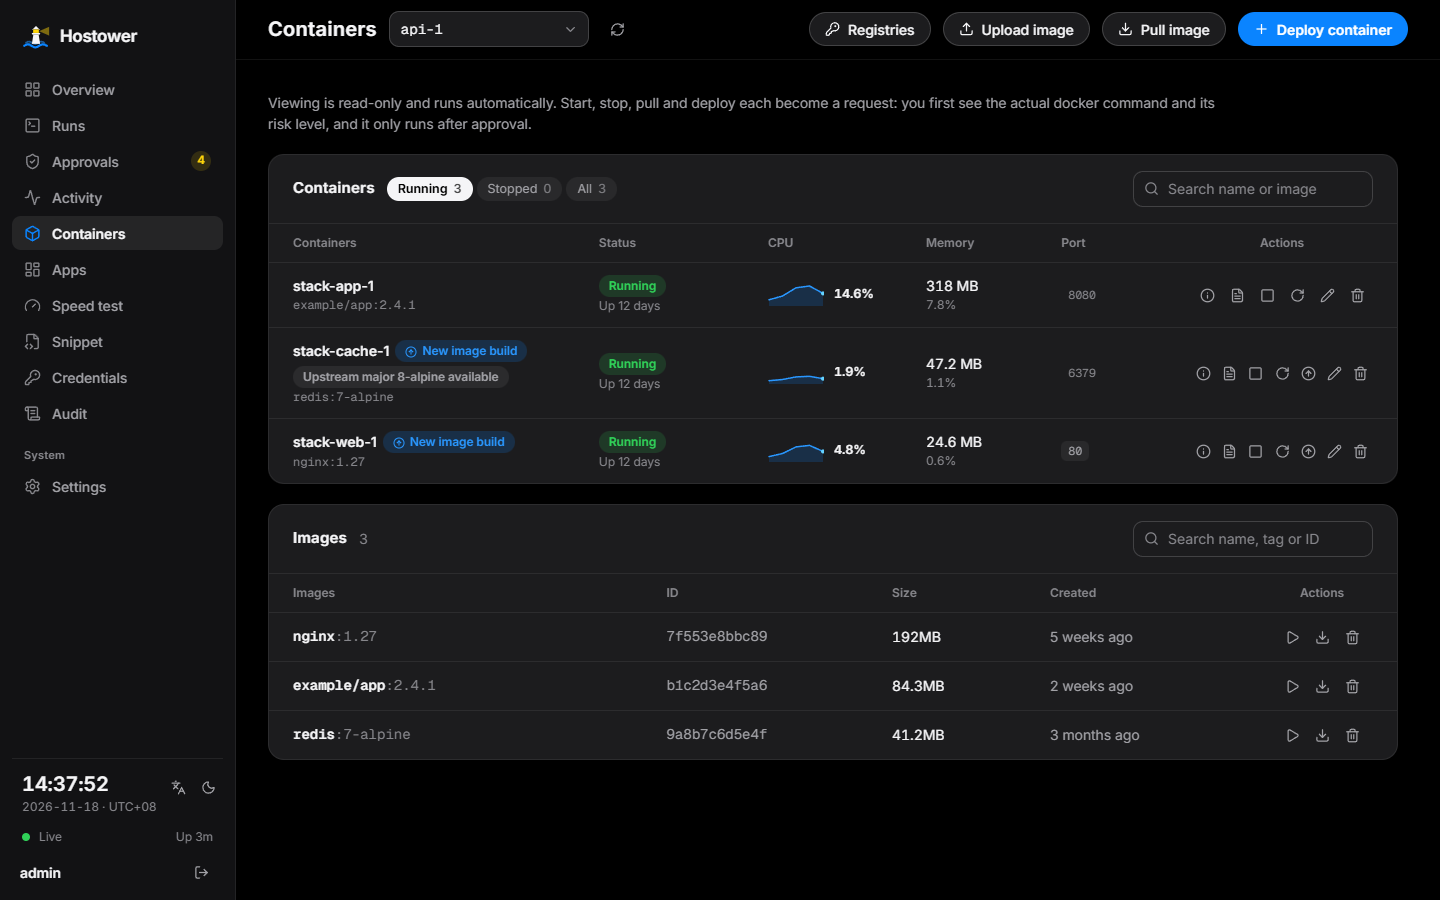 Hostower
Overview
Runs
Approvals 4
Activity
Containers
Apps
Speed test
Snippet
Credentials
Audit
System
Settings
14:37:52
2026-11-18 · UTC+08
Live Up 3m
admin
Containers api-1 Registries Upload image Pull image Deploy container
Viewing is read-only and runs automatically. Start, stop, pull and deploy each become a request: you first see the actual docker command and its
risk level, and it only runs after approval.
Containers Running 3 Stopped 0 All 3 Search name or image
Containers Status CPU Memory Port Actions
stack-app-1 Running 14.6% 318 MB 8080
example/app:2.4.1 Up 12 days 7.8%
stack-cache-1 New image build Running 1.9% 47.2 MB 6379
Upstream major 8-alpine available Up 12 days 1.1%
redis:7-alpine
stack-web-1 New image build Running 4.8% 24.6 MB 80
nginx:1.27 Up 12 days 0.6%
Images 3 Search name, tag or ID
Images ID Size Created Actions
nginx:1.27 7f553e8bbc89 192MB 5 weeks ago
example/app:2.4.1 b1c2d3e4f5a6 84.3MB 2 weeks ago
redis:7-alpine 9a8b7c6d5e4f 41.2MB 3 months ago